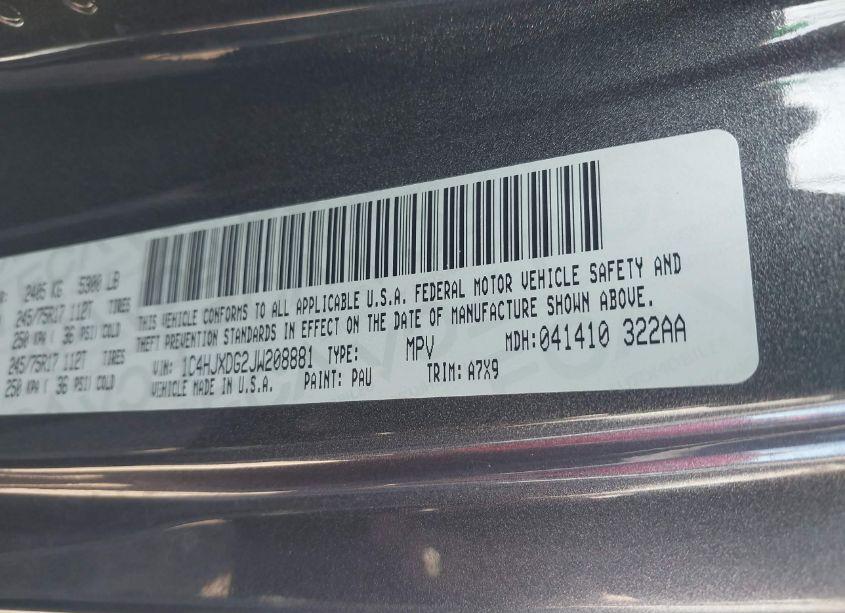 2405 KG 5300 LB
245/75R17 112T TIRES
250 KPA ( 36 PSI) COLD
245/75R17 112T TIRES
250 KPA ( 36 PSI) COLD
THIS VEHICLE CONFORMS TO ALL APPLICABLE U.S.A. FEDERAL MOTOR VEHICLE SAFETY AND
THEFT PREVENTION STANDARDS IN EFFECT ON THE DATE OF MANUFACTURE SHOWN ABOVE.
VIN: 1C4HJXDG2JW208881 TYPE: MPV MDH: 041410 322AA
VEHICLE MADE IN U.S.A. PAINT: PAU TRIM: A7X9